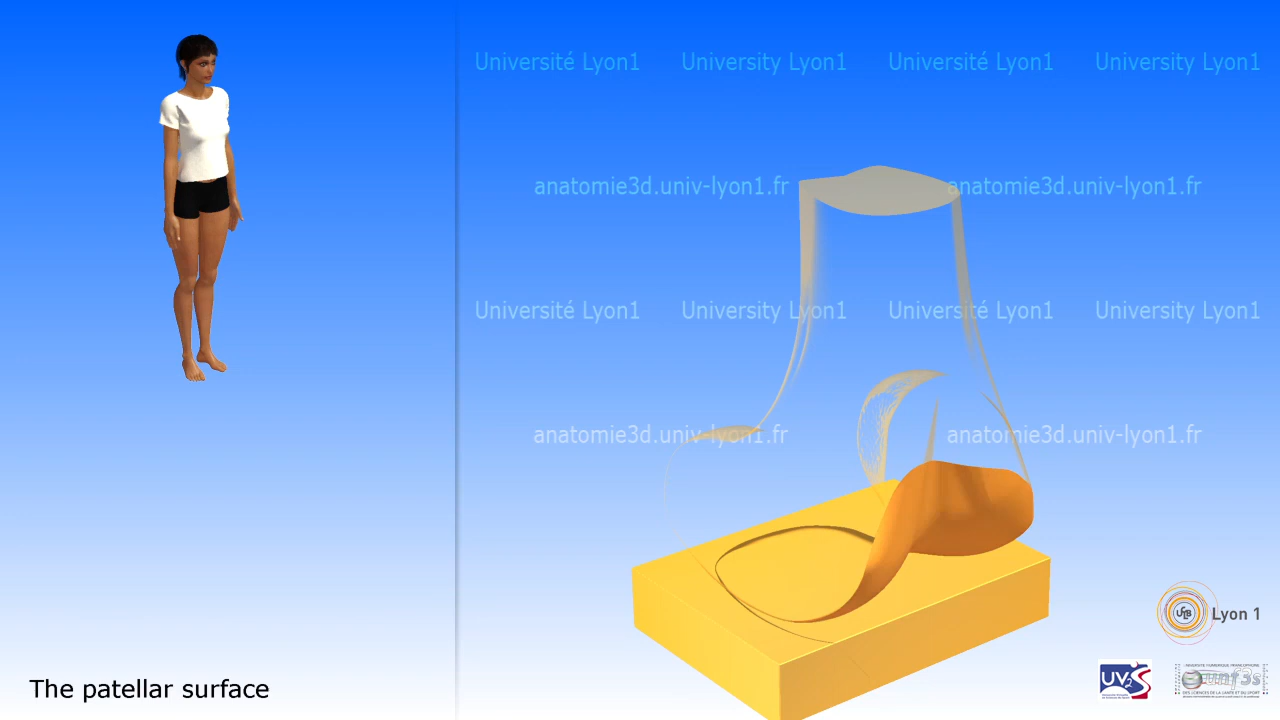 Université Lyon1 University Lyon1 Université Lyon1 University Lyon1
anatomie3d.univ-lyon1.fr anatomie3d.univ-lyon1.fr
Université Lyon1 University Lyon1 Université Lyon1 University Lyon1
anatomie3d.univ-lyon1.fr anatomie3d.univ-lyon1.fr
Lyon 1
The patellar surface
UV2S
unf3s